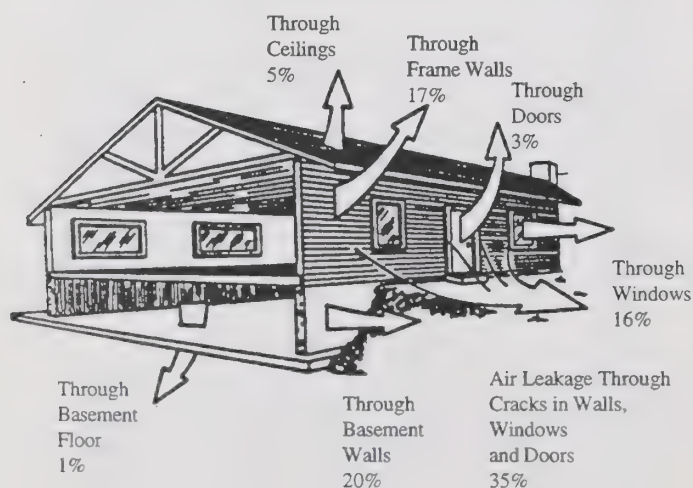 Through
Ceilings
5%
Through
Frame Walls
17%
Through
Doors
3%
Through
Windows
16%
Through
Basement
Floor
1%
Through
Basement
Walls
20%
Air Leakage Through
Cracks in Walls,
Windows
and Doors
35%